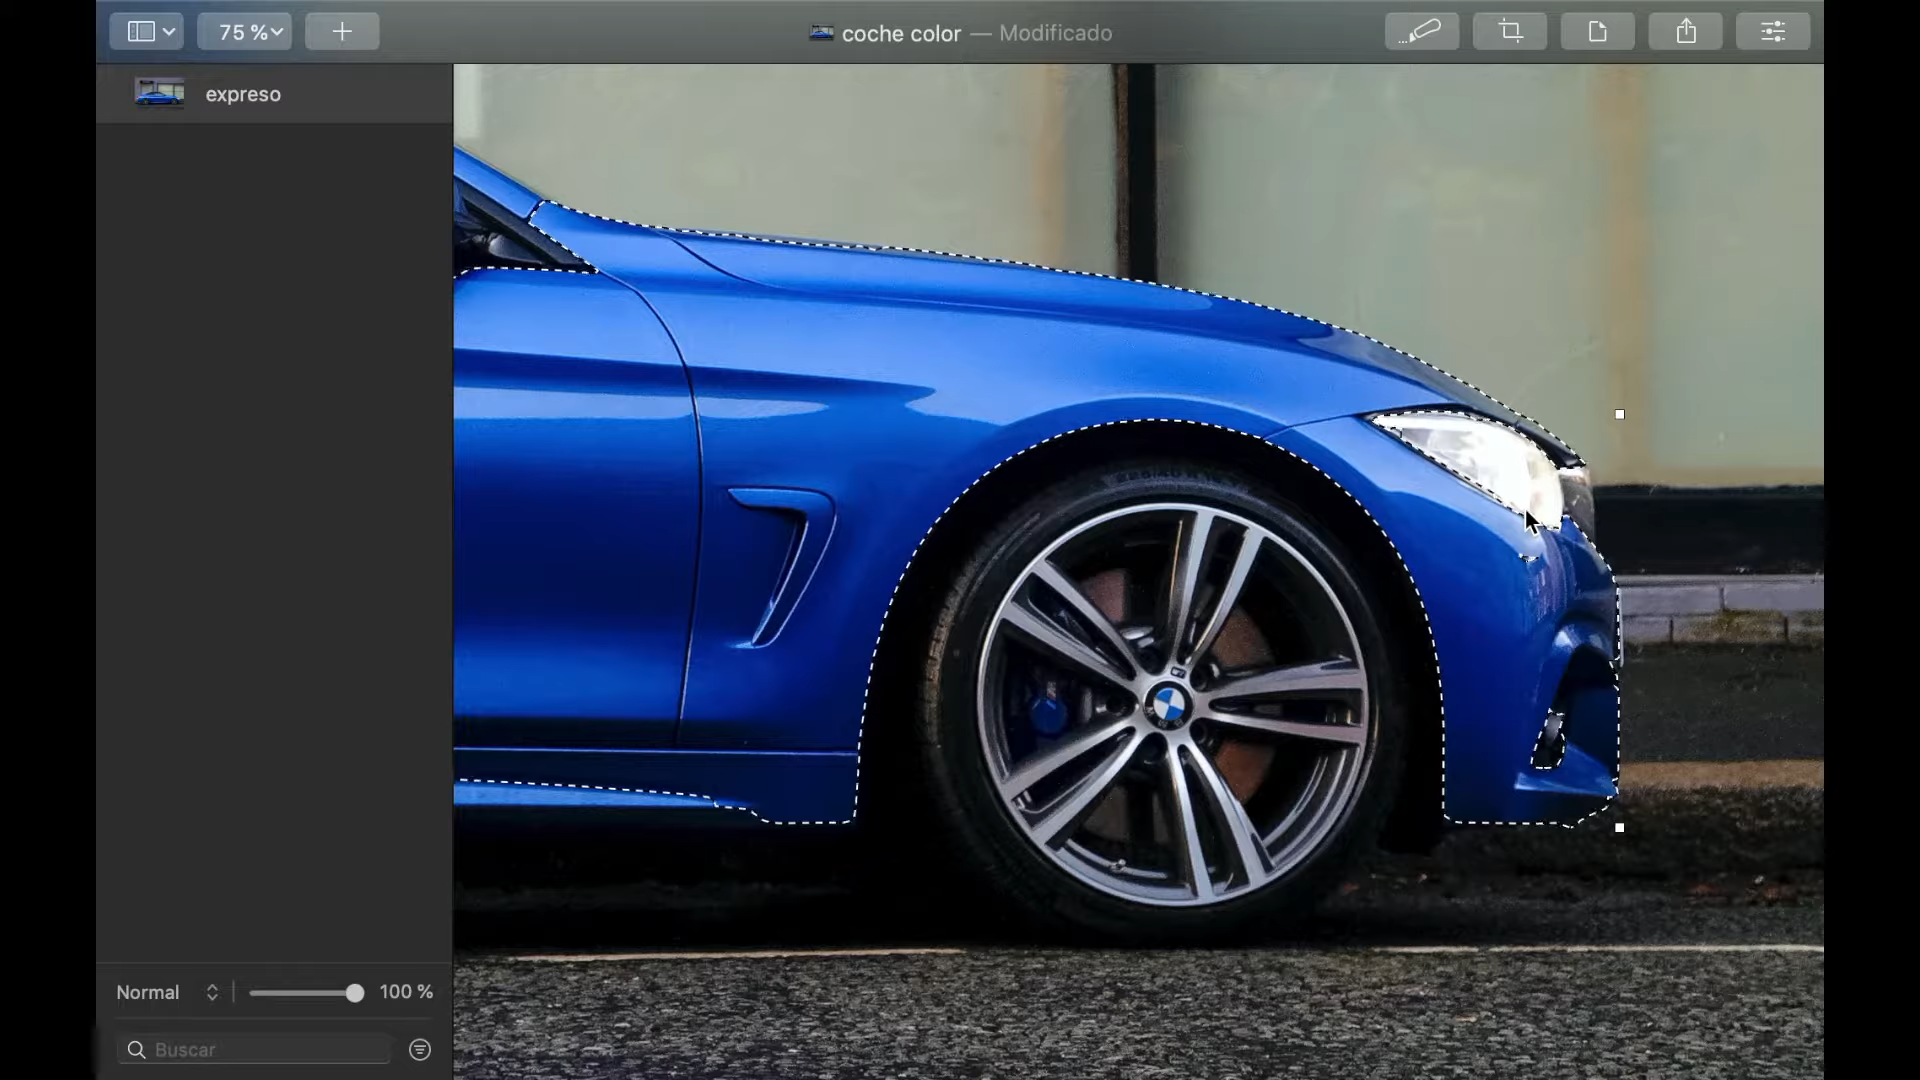 75 %
coche color — Modificado
expreso
Normal
100 %
Buscar